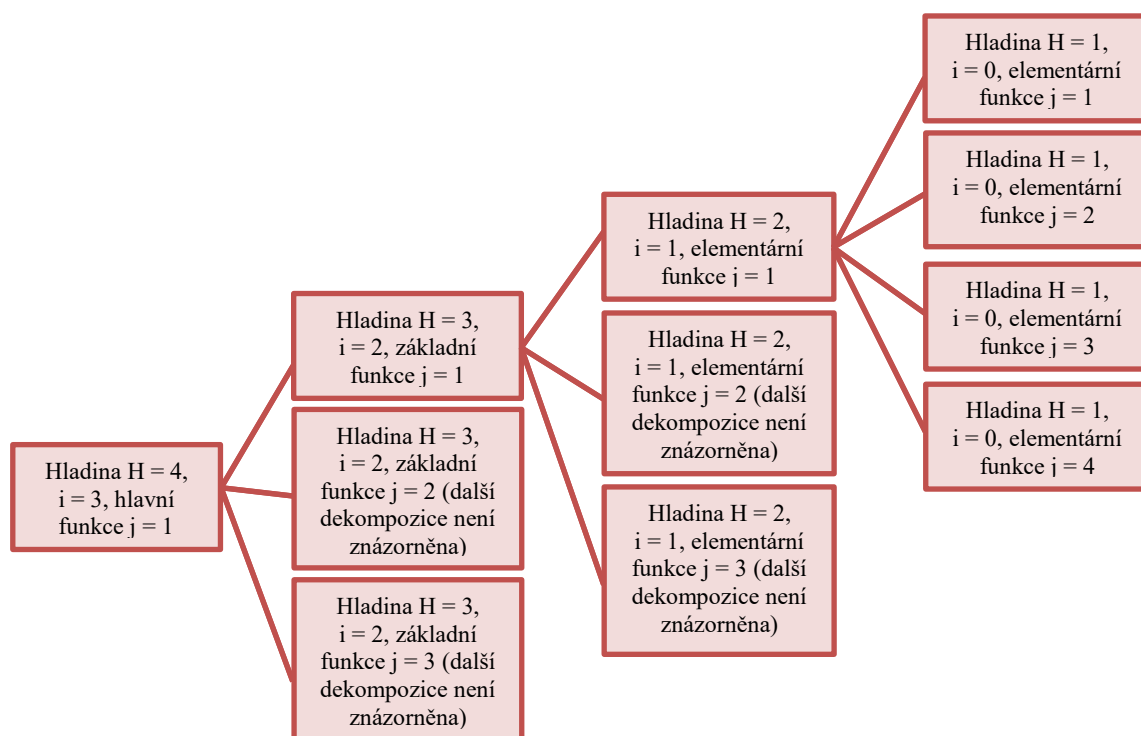 Hladina H = 4,
i = 3, hlavní
funkce j = 1
Hladina H = 3,
i = 2, základní
funkce j = 1
Hladina H = 3,
i = 2, základní
funkce j = 2 (další
dekompozice není
znázorněna)
Hladina H = 3,
i = 2, základní
funkce j = 3 (další
dekompozice není
znázorněna)
Hladina H = 2,
i = 1, elementární
funkce j = 1
Hladina H = 2,
i = 1, elementární
funkce j = 2 (další
dekompozice není
znázorněna)
Hladina H = 2,
i = 1, elementární
funkce j = 3 (další
dekompozice není
znázorněna)
Hladina H = 1,
i = 0, elementární
funkce j = 1
Hladina H = 1,
i = 0, elementární
funkce j = 2
Hladina H = 1,
i = 0, elementární
funkce j = 3
Hladina H = 1,
i = 0, elementární
funkce j = 4